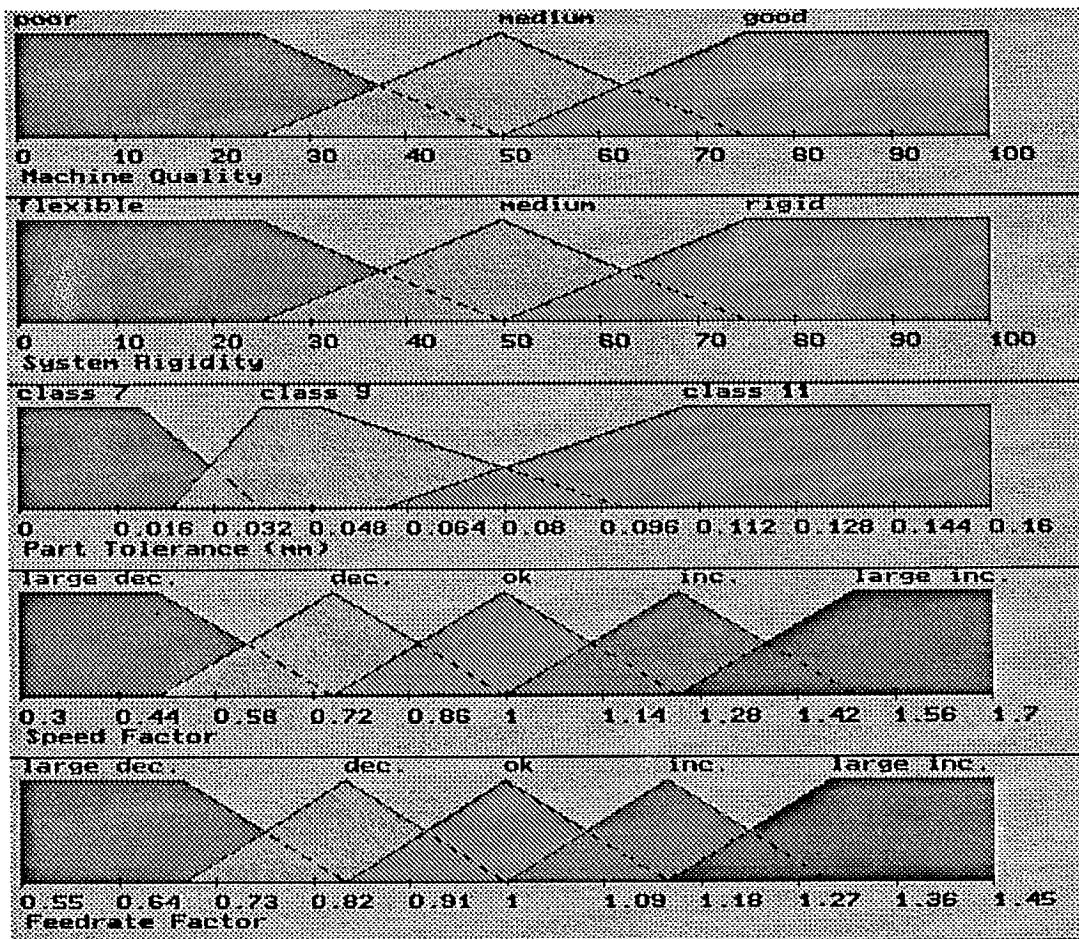 poor medium good
0 10 20 30 40 50 60 70 80 90 100
Machine Quality
flexible medium rigid
0 10 20 30 40 50 60 70 80 90 100
System Rigidity
class 7 class 9 class 11
0 0.016 0.032 0.048 0.064 0.08 0.096 0.112 0.128 0.144 0.16
Part Tolerance (mm)
large dec. dec. ok inc. large inc.
0.3 0.44 0.58 0.72 0.86 1 1.14 1.28 1.42 1.56 1.7
Speed Factor
large dec. dec. ok inc. large inc.
0.55 0.64 0.73 0.82 0.91 1 1.09 1.18 1.27 1.36 1.45
Feedrate Factor